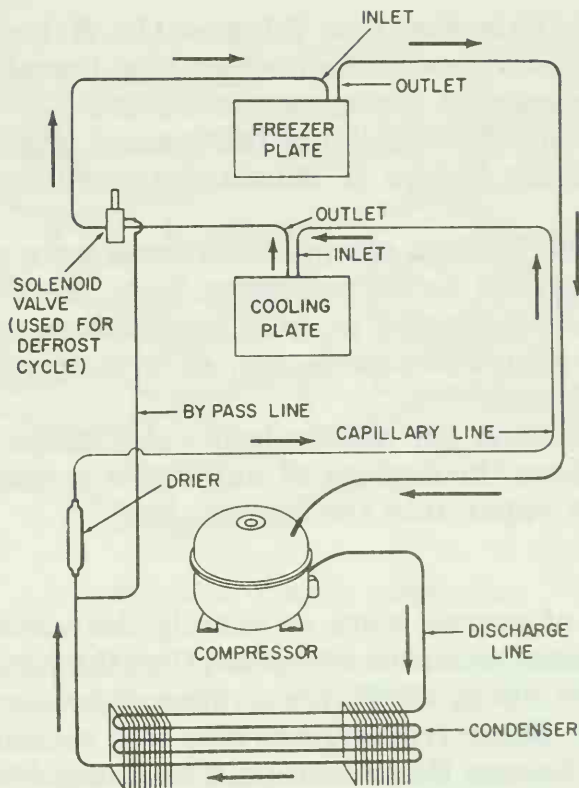 INLET
OUTLET
FREEZER
PLATE
OUTLET
INLET
SOLENOID
VALVE
(USED FOR
DEFROST
CYCLE)
COOLING
PLATE
BY PASS LINE
CAPILLARY LINE
DRIER
COMPRESSOR
DISCHARGE
LINE
CONDENSER